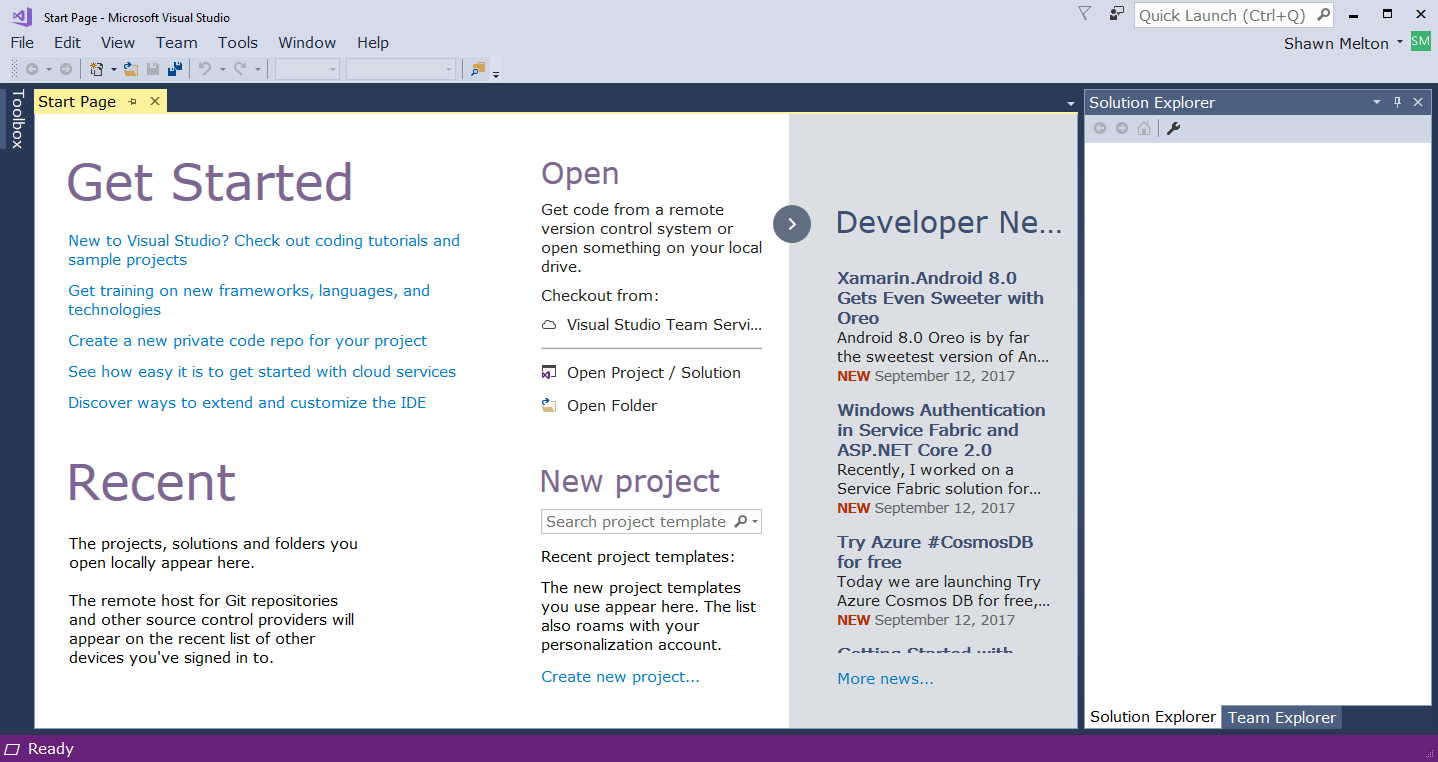 Start Page - Microsoft Visual Studio
Quick Launch (Ctrl+Q)
File Edit View Team Tools Window Help
Shawn Melton
SM
Toolbox
Start Page
Get Started
New to Visual Studio? Check out coding tutorials and
sample projects
Get training on new frameworks, languages, and
technologies
Create a new private code repo for your project
See how easy it is to get started with cloud services
Discover ways to extend and customize the IDE
Recent
The projects, solutions and folders you
open locally appear here.
The remote host for Git repositories
and other source control providers will
appear on the recent list of other
devices you've signed in to.
Open
Get code from a remote
version control system or
open something on your local
drive.
Checkout from:
Visual Studio Team Servi...
Open Project / Solution
Open Folder
New project
Search project template
Recent project templates:
The new project templates
you use appear here. The list
also roams with your
personalization account.
Create new project...
Developer Ne...
Xamarin.Android 8.0
Gets Even Sweeter with
Oreo
Android 8.0 Oreo is by far
the sweetest version of An...
NEW September 12, 2017
Windows Authentication
in Service Fabric and
ASP.NET Core 2.0
Recently, I worked on a
Service Fabric solution for...
NEW September 12, 2017
Try Azure #CosmosDB
for free
Today we are launching Try
Azure Cosmos DB for free,...
NEW September 12, 2017
Getting Started with
More news...
Solution Explorer
Solution Explorer Team Explorer
Ready